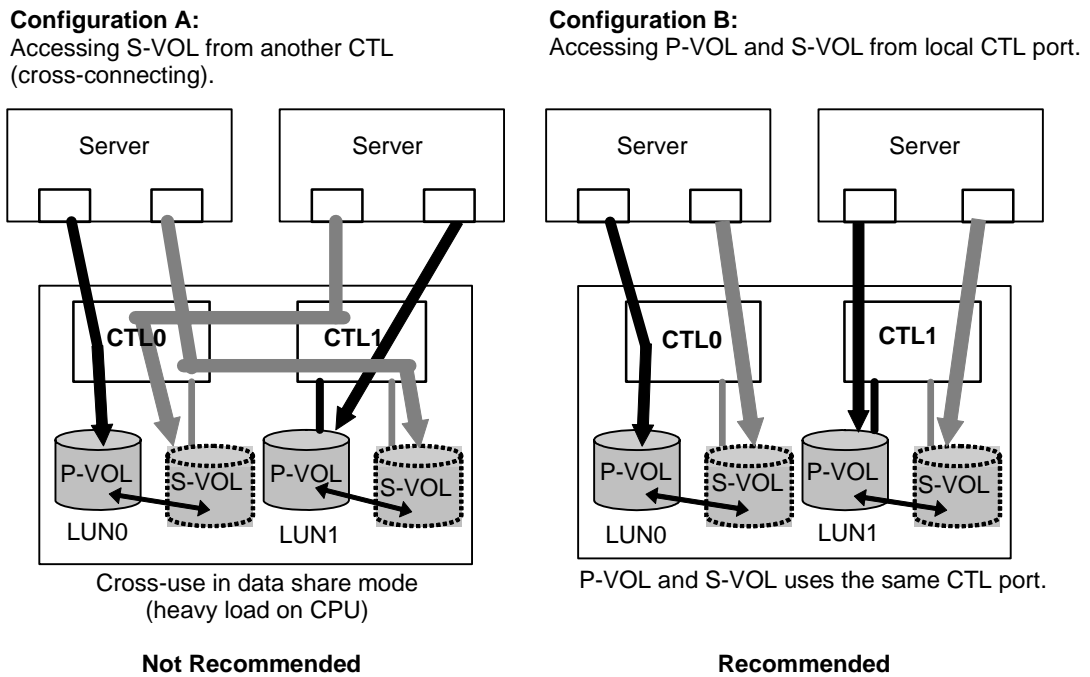 Configuration A:
Accessing S-VOL from another CTL
(cross-connecting).
Server
Server
CTL0
CTL1
P-VOL
S-VOL
P-VOL
S-VOL
LUN0
LUN1
Cross-use in data share mode
(heavy load on CPU)
Not Recommended
Configuration B:
Accessing P-VOL and S-VOL from local CTL port.
Server
Server
CTL0
CTL1
P-VOL
S-VOL
P-VOL
S-VOL
LUN0
LUN1
P-VOL and S-VOL uses the same CTL port.
Recommended